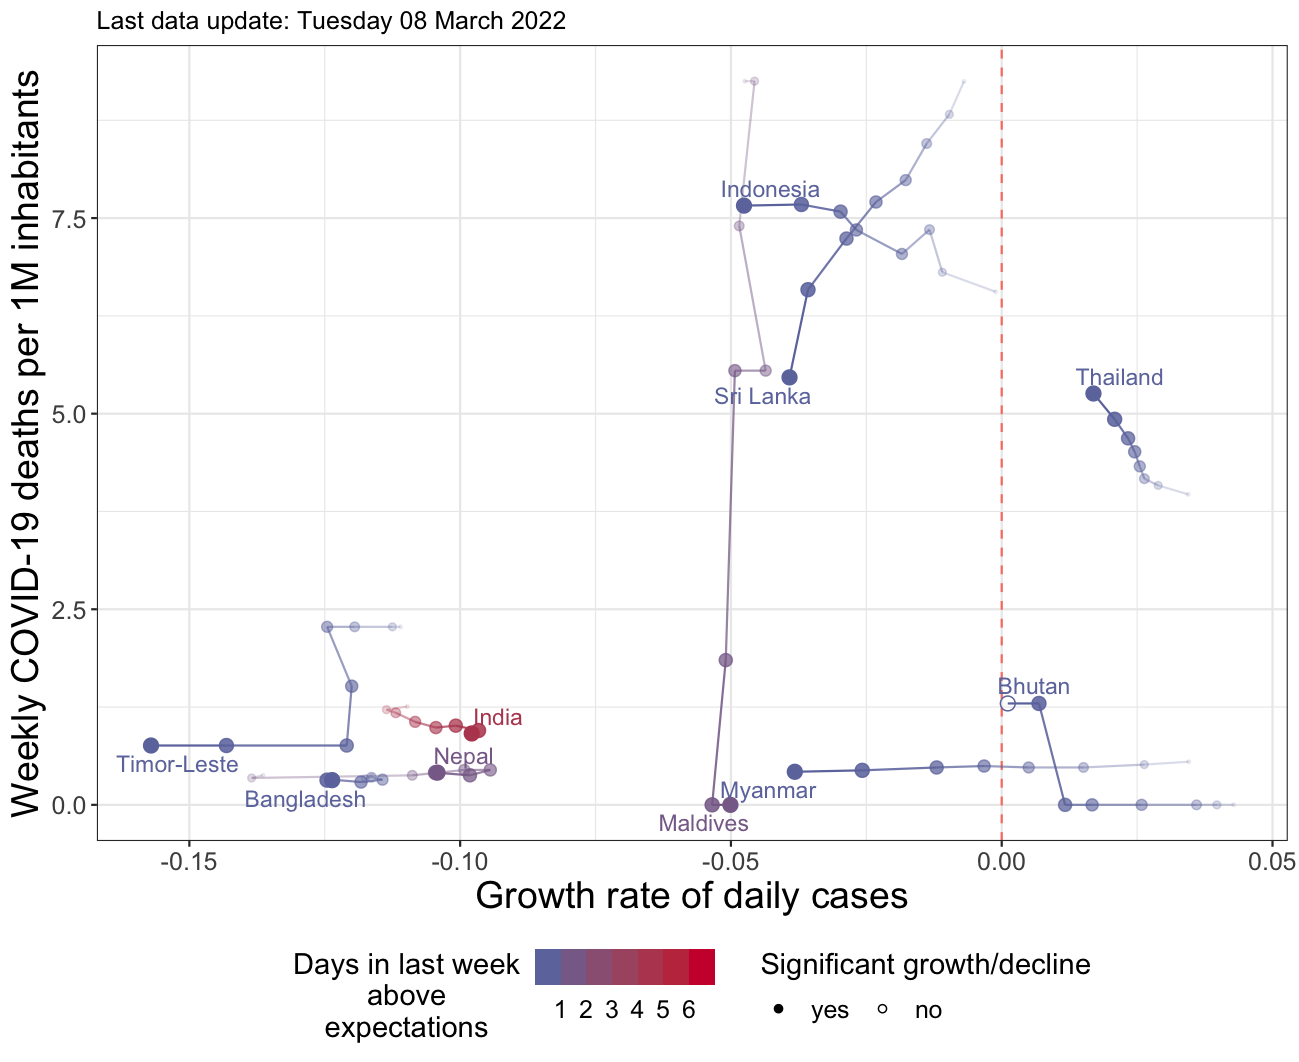 Last data update: Tuesday 08 March 2022
Weekly COVID-19 deaths per 1M inhabitants
7.5
5.0
2.5
0.0
Indonesia
Sri Lanka
Thailand
Bhutan
India
Nepal
Timor-Leste
Bangladesh
Myanmar
Maldives
-0.15
-0.10
-0.05
0.00
0.05
Growth rate of daily cases
Days in last week
above
expectations
1 2 3 4 5 6
Significant growth/decline
yes
no